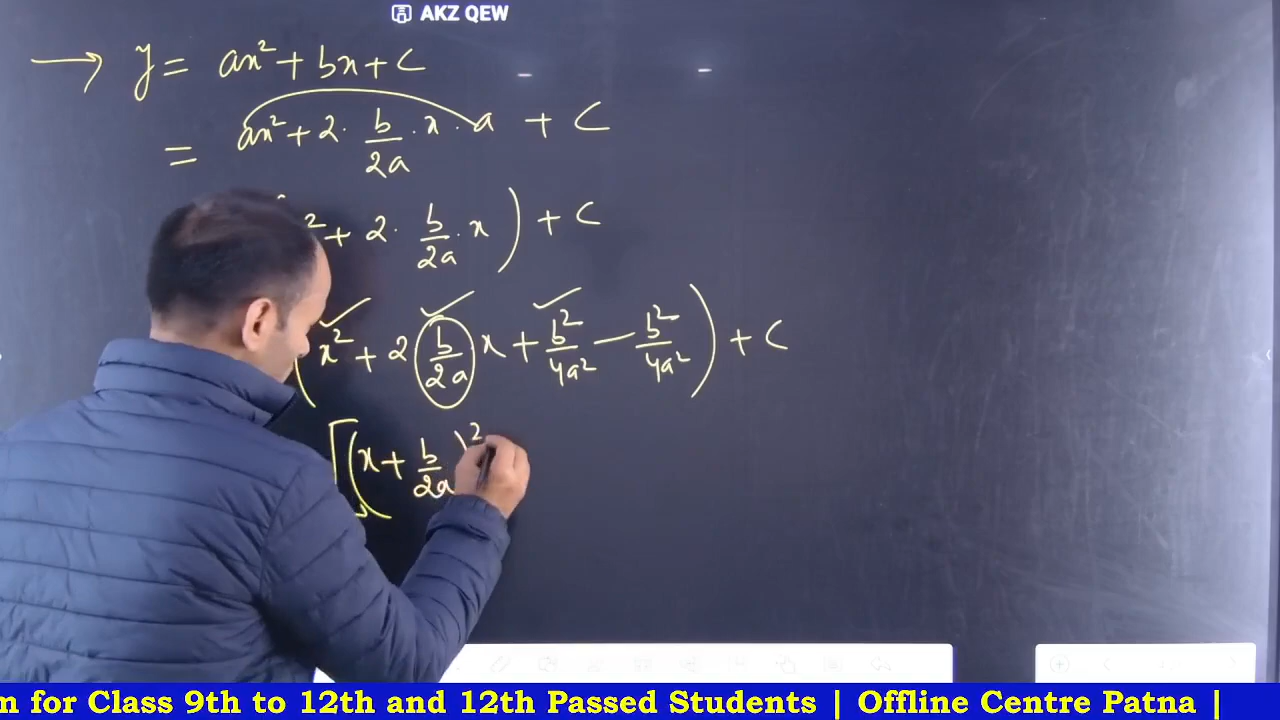 AKZ QEW
→ y = ax² + bx + c
= ax² + 2· b/2a · x · a + c
² + 2· b/2a · x ) + c
( x² + 2 b/2a x + b²/4a² − b²/4a² ) + c
[ ( x + b/2a )²
m for Class 9th to 12th and 12th Passed Students | Offline Centre Patna |